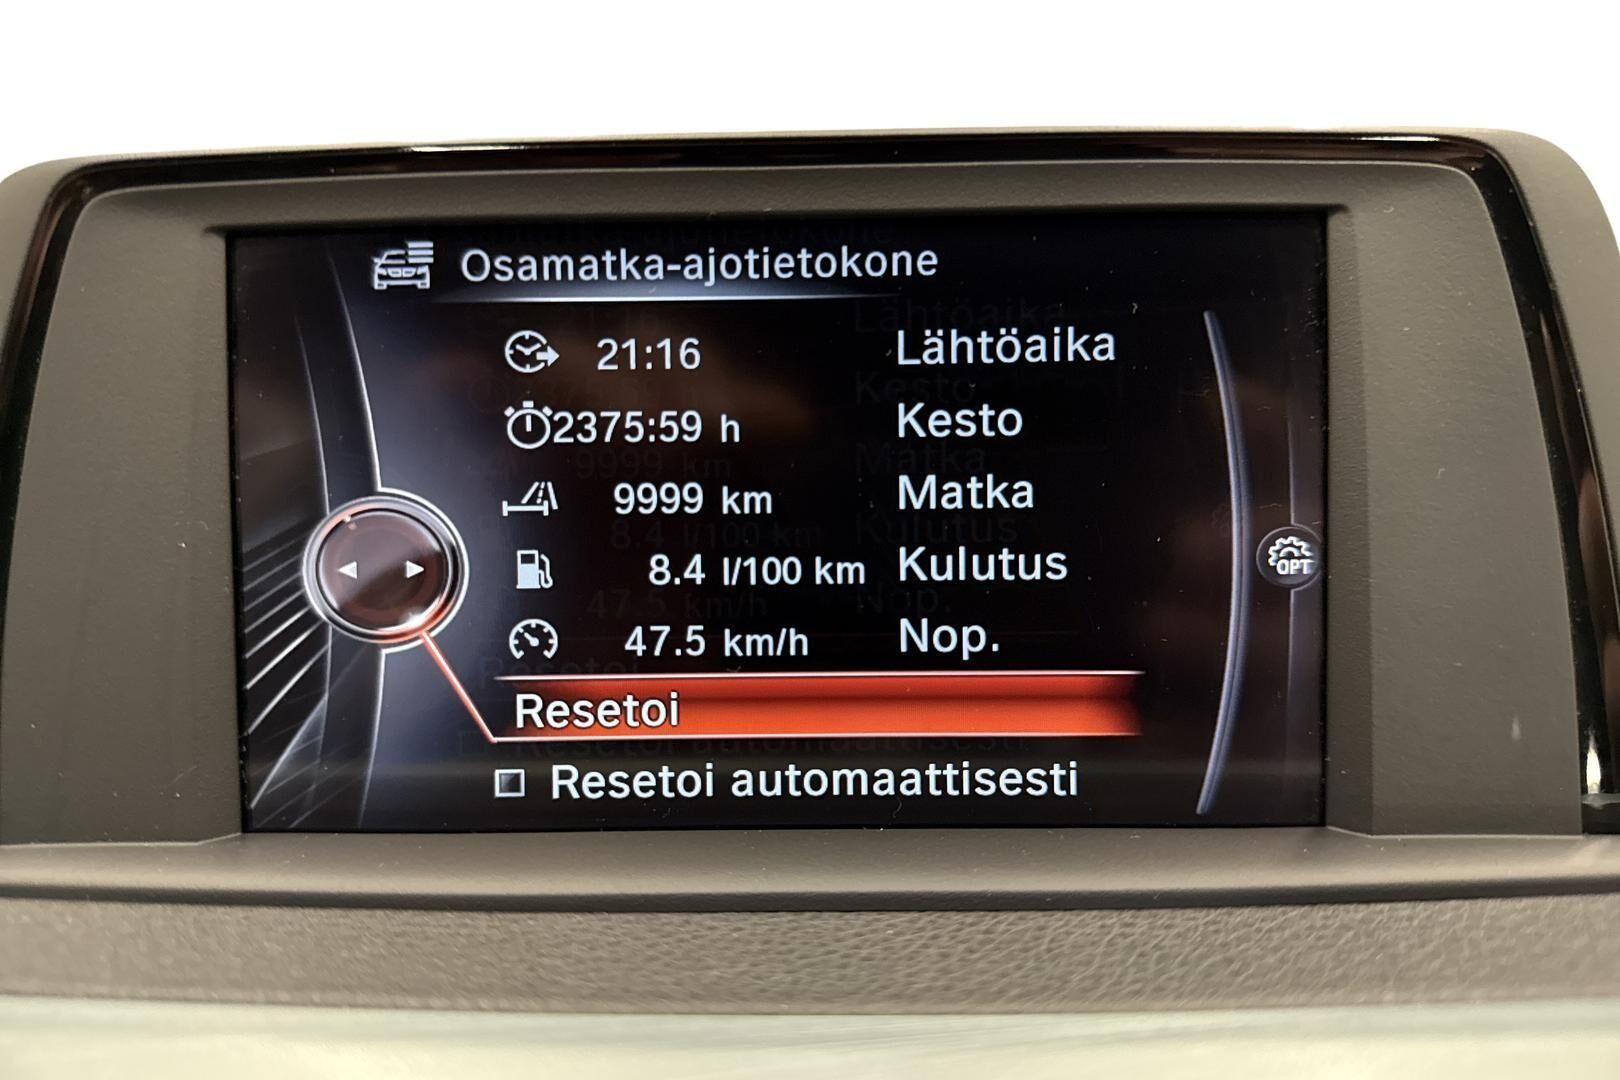 Osamatka-ajotietokone
21:16 Lähtöaika
2375:59 h Kesto
9999 km Matka
8.4 l/100 km Kulutus
47.5 km/h Nop.
OPT
Resetoi
Resetoi automaattisesti